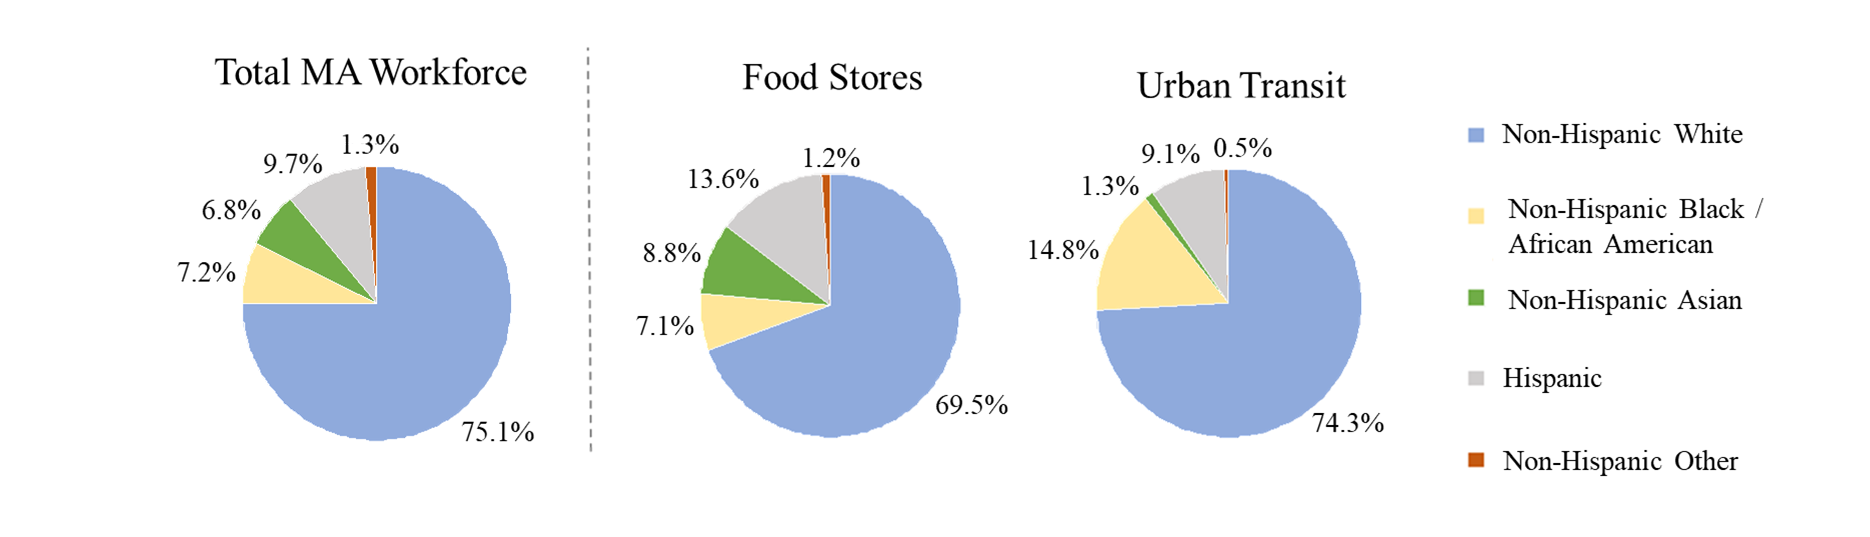 Total MA Workforce
1.3%
9.7%
6.8%
7.2%
75.1%
Food Stores
1.2%
13.6%
8.8%
7.1%
69.5%
Urban Transit
0.5%
9.1%
1.3%
14.8%
74.3%
Non-Hispanic White
Non-Hispanic Black /
African American
Non-Hispanic Asian
Hispanic
Non-Hispanic Other